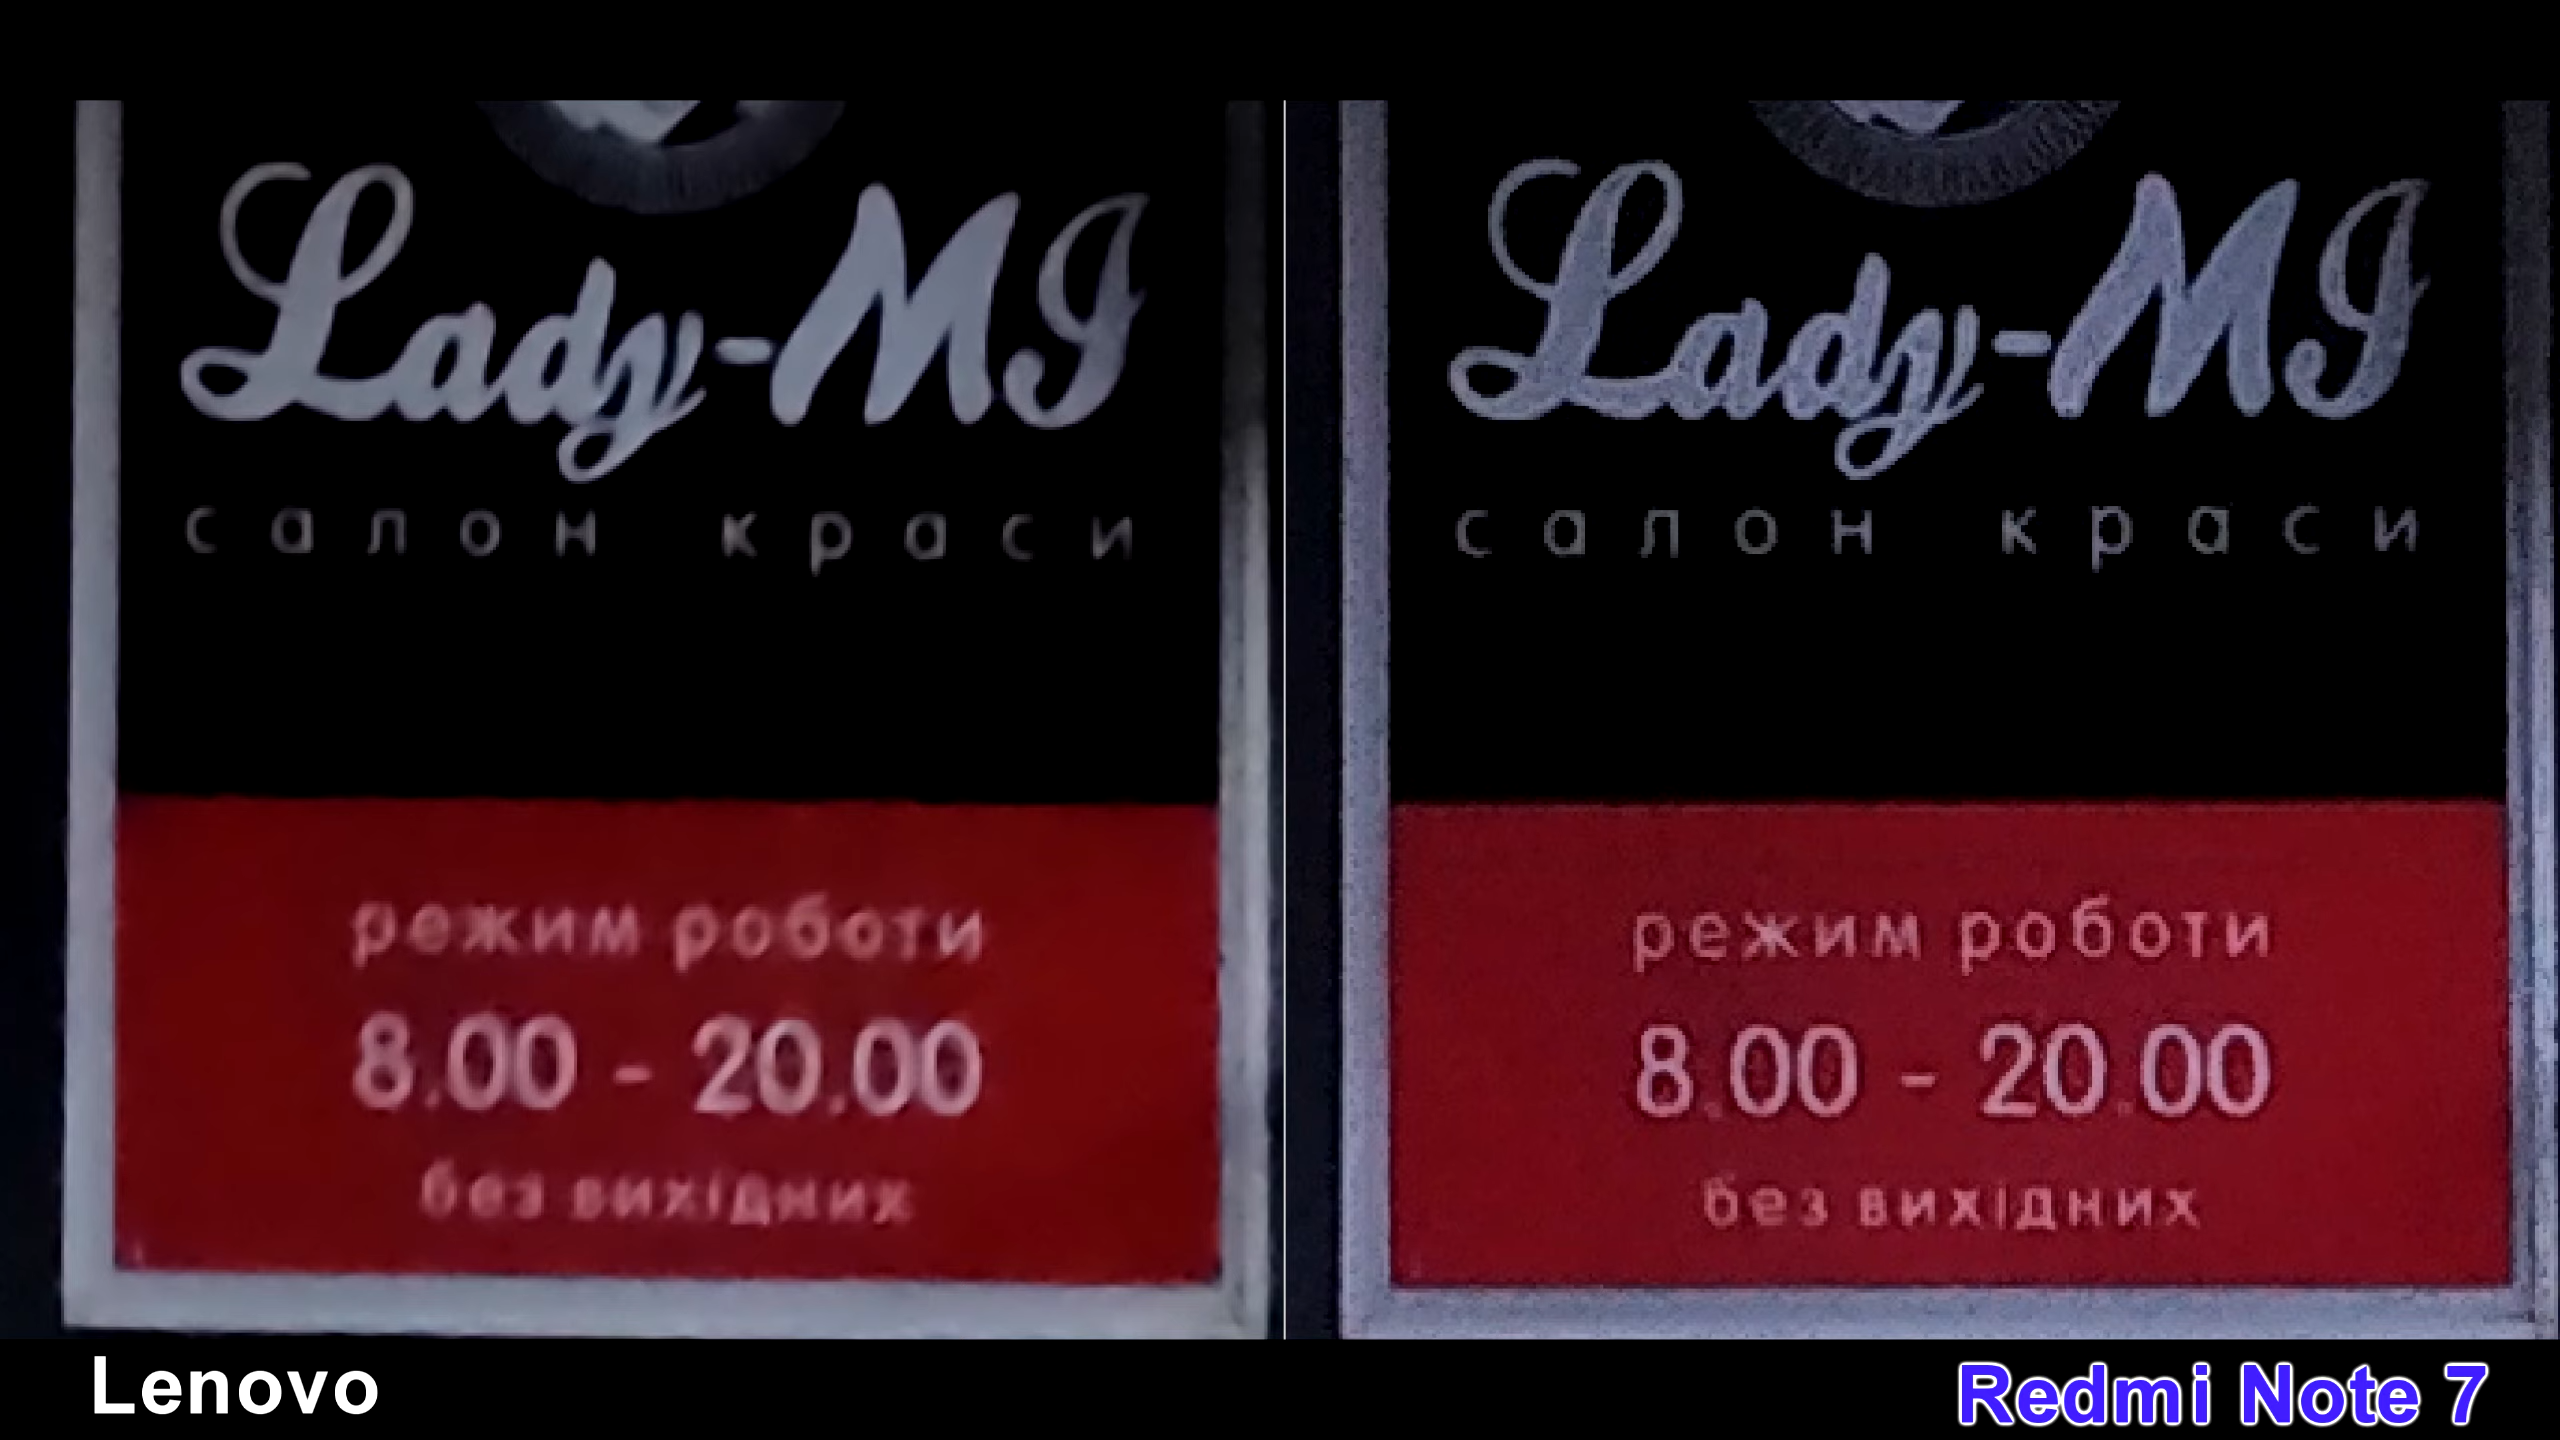 Lady-MI
салон краси
режим роботи
8.00 - 20.00
без вихідних
Lenovo
Lady-MI
салон краси
режим роботи
8.00 - 20.00
без вихідних
Redmi Note 7